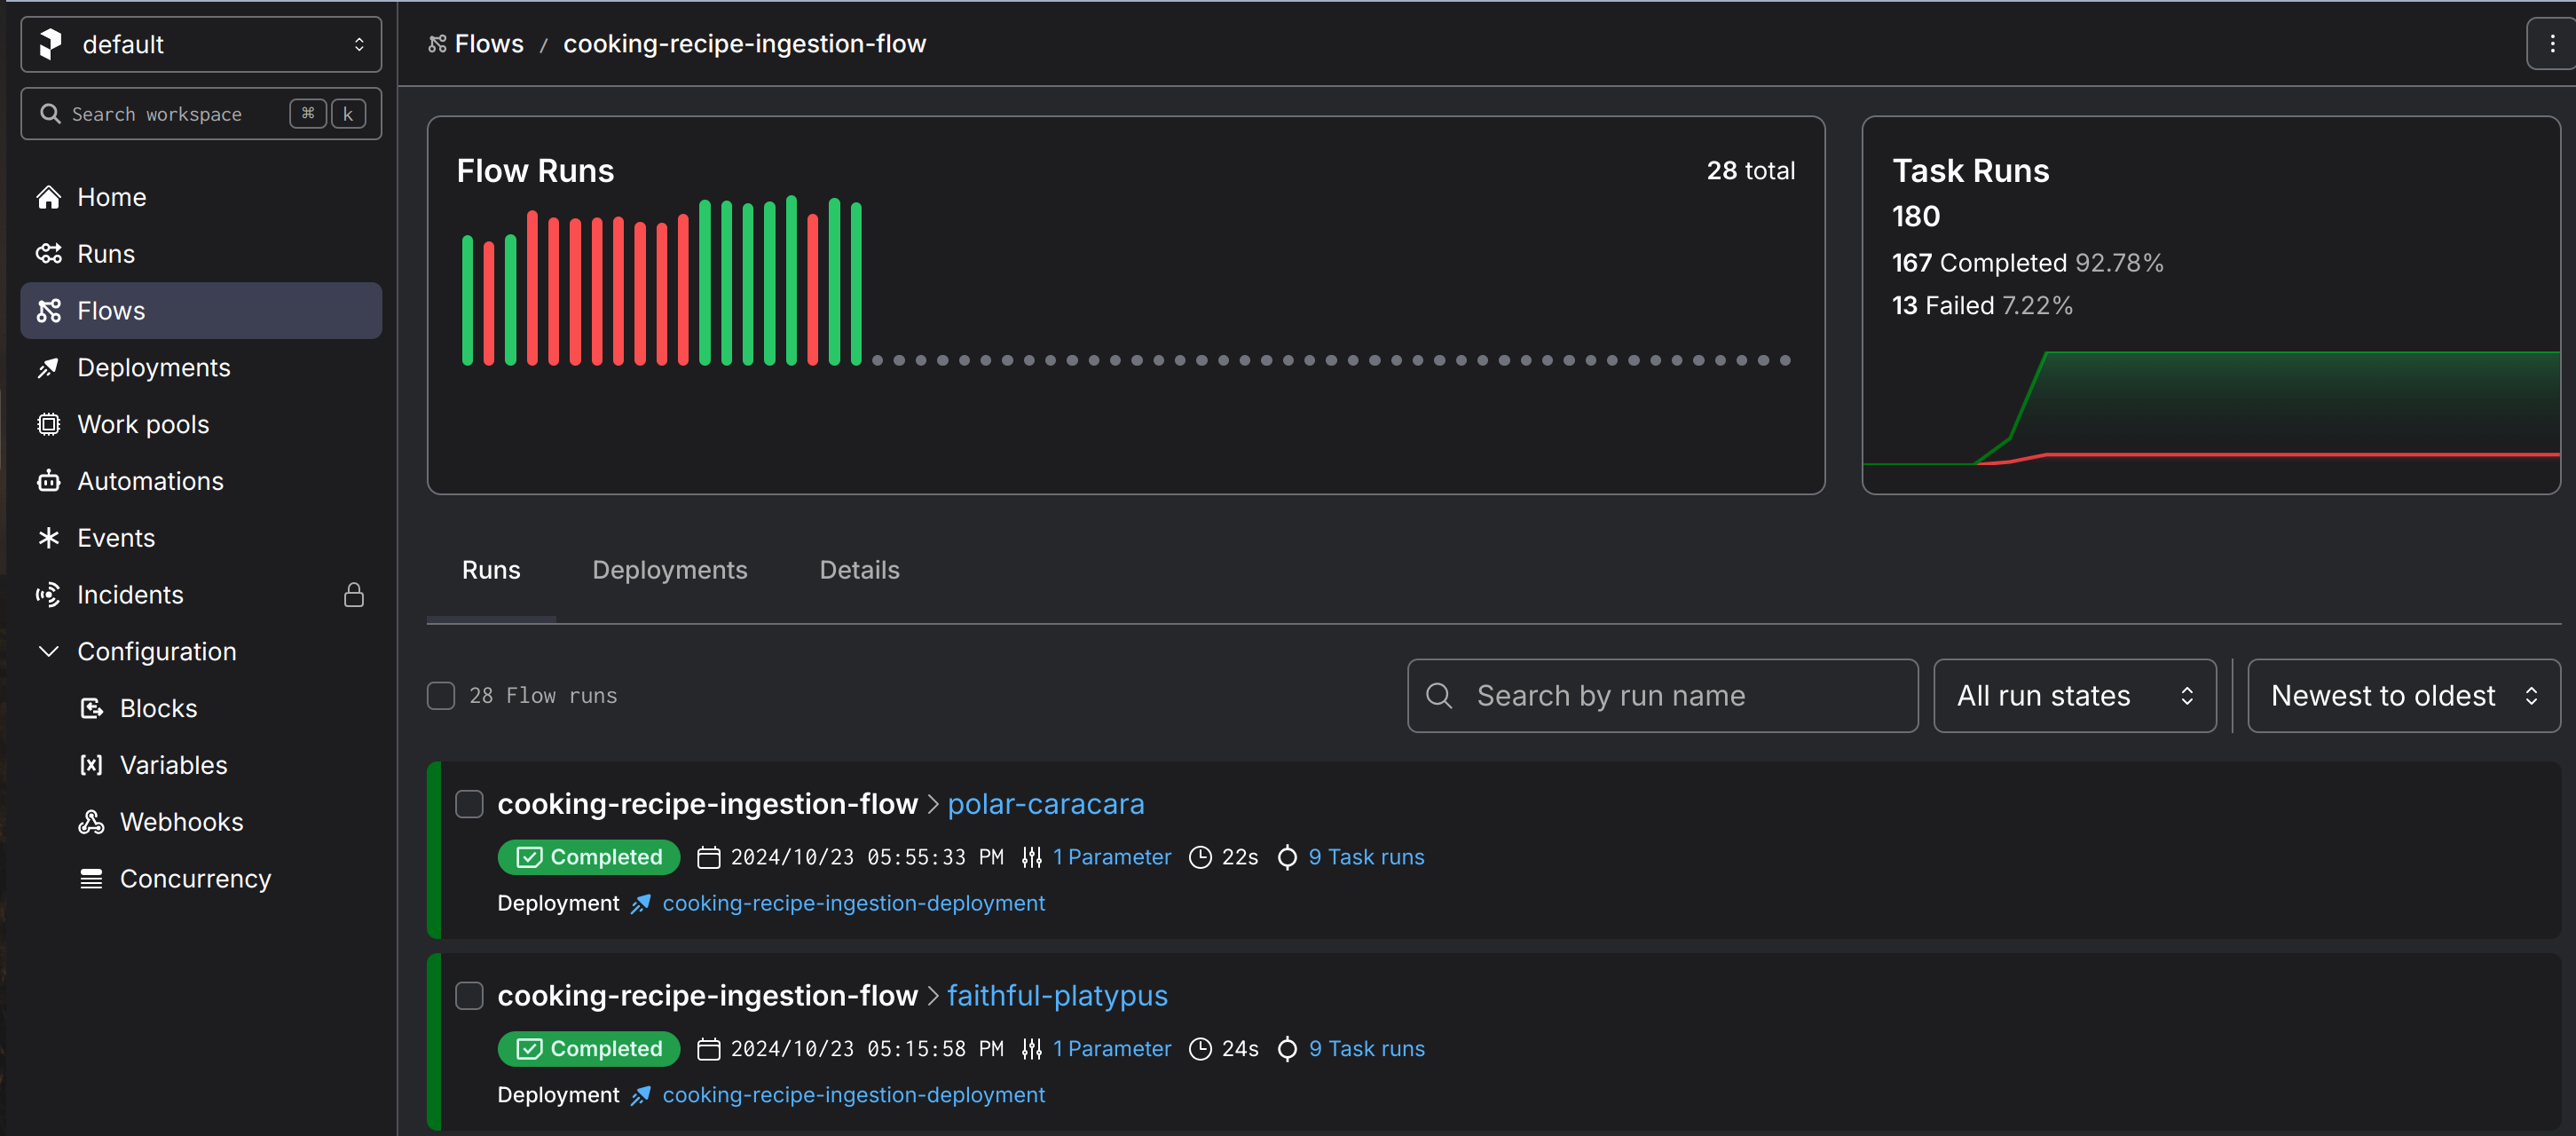 default
Search workspace ⌘ k
Home
Runs
Flows
Deployments
Work pools
Automations
Events
Incidents
Configuration
Blocks
Variables
Webhooks
Concurrency
Flows / cooking-recipe-ingestion-flow
Flow Runs
28 total
Task Runs
180
167 Completed 92.78%
13 Failed 7.22%
Runs Deployments Details
28 Flow runs
Search by run name
All run states
Newest to oldest
cooking-recipe-ingestion-flow > polar-caracara
Completed 2024/10/23 05:55:33 PM 1 Parameter 22s 9 Task runs
Deployment cooking-recipe-ingestion-deployment
cooking-recipe-ingestion-flow > faithful-platypus
Completed 2024/10/23 05:15:58 PM 1 Parameter 24s 9 Task runs
Deployment cooking-recipe-ingestion-deployment